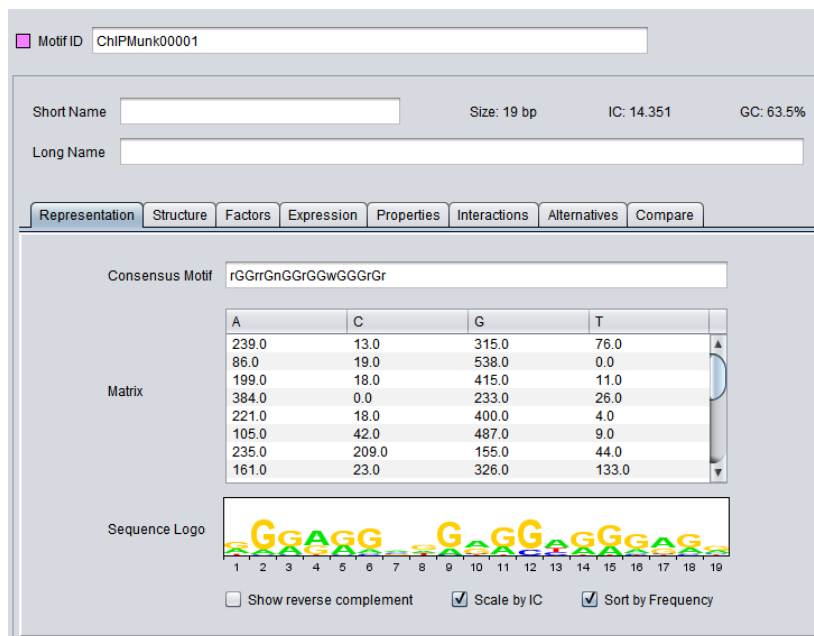 Motif ID ChIPMunk00001
Short Name Size: 19 bp IC: 14.351 GC: 63.5%
Long Name
Representation Structure Factors Expression Properties Interactions Alternatives Compare
Consensus Motif rGGrrGnGGrGGwGGGrGr
A C G T
239.0 13.0 315.0 76.0
86.0 19.0 538.0 0.0
199.0 18.0 415.0 11.0
384.0 0.0 233.0 26.0
Matrix
221.0 18.0 400.0 4.0
105.0 42.0 487.0 9.0
235.0 209.0 155.0 44.0
161.0 23.0 326.0 133.0
Sequence Logo
1 2 3 4 5 6 7 8 9 10 11 12 13 14 15 16 17 18 19
Show reverse complement Scale by IC Sort by Frequency